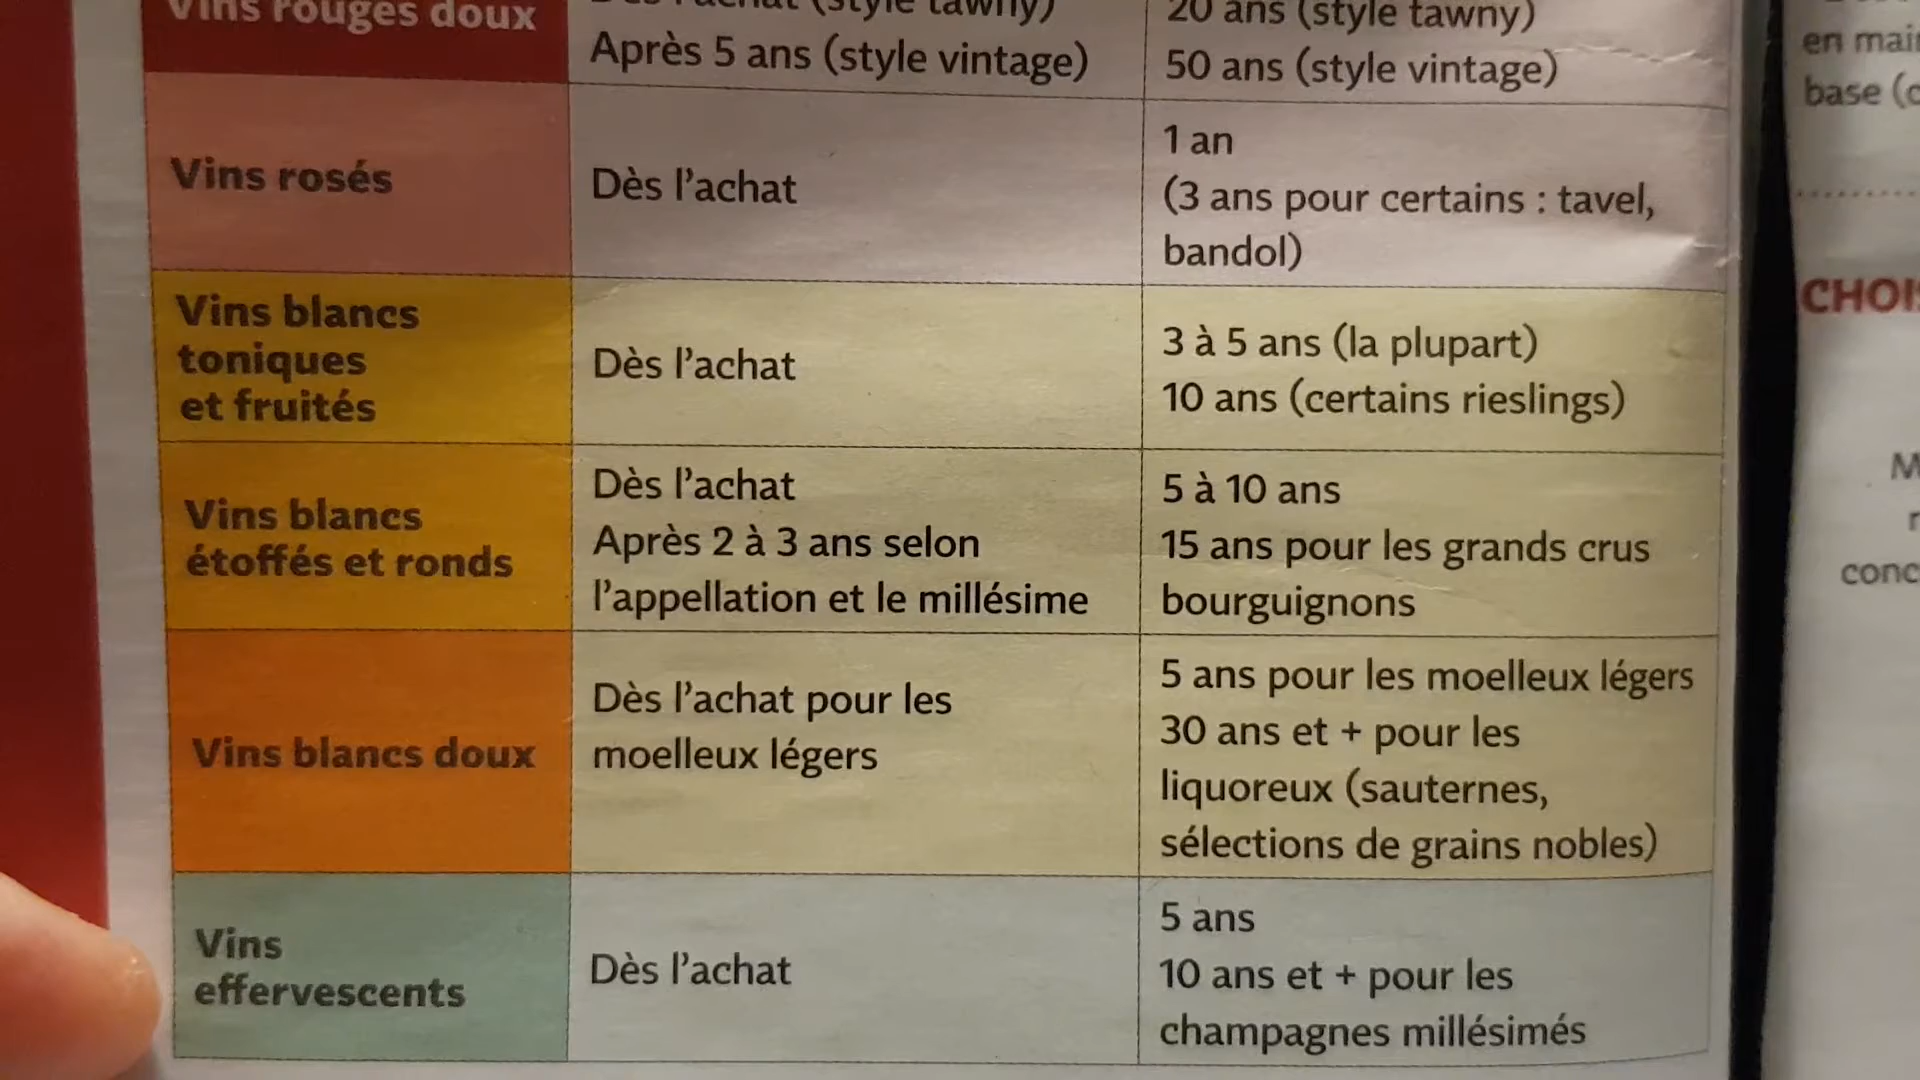 Vins rouges doux
Dès l'achat (style tawny)
Après 5 ans (style vintage)
20 ans (style tawny)
50 ans (style vintage)
Vins rosés
Dès l'achat
1 an
(3 ans pour certains : tavel,
bandol)
Vins blancs
toniques
et fruités
Dès l'achat
3 à 5 ans (la plupart)
10 ans (certains rieslings)
Vins blancs
étoffés et ronds
Dès l'achat
Après 2 à 3 ans selon
l'appellation et le millésime
5 à 10 ans
15 ans pour les grands crus
bourguignons
Vins blancs doux
Dès l'achat pour les
moelleux légers
5 ans pour les moelleux légers
30 ans et + pour les
liquoreux (sauternes,
sélections de grains nobles)
Vins
effervescents
Dès l'achat
5 ans
10 ans et + pour les
champagnes millésimés
en mai
base (
CHOI
M
conc